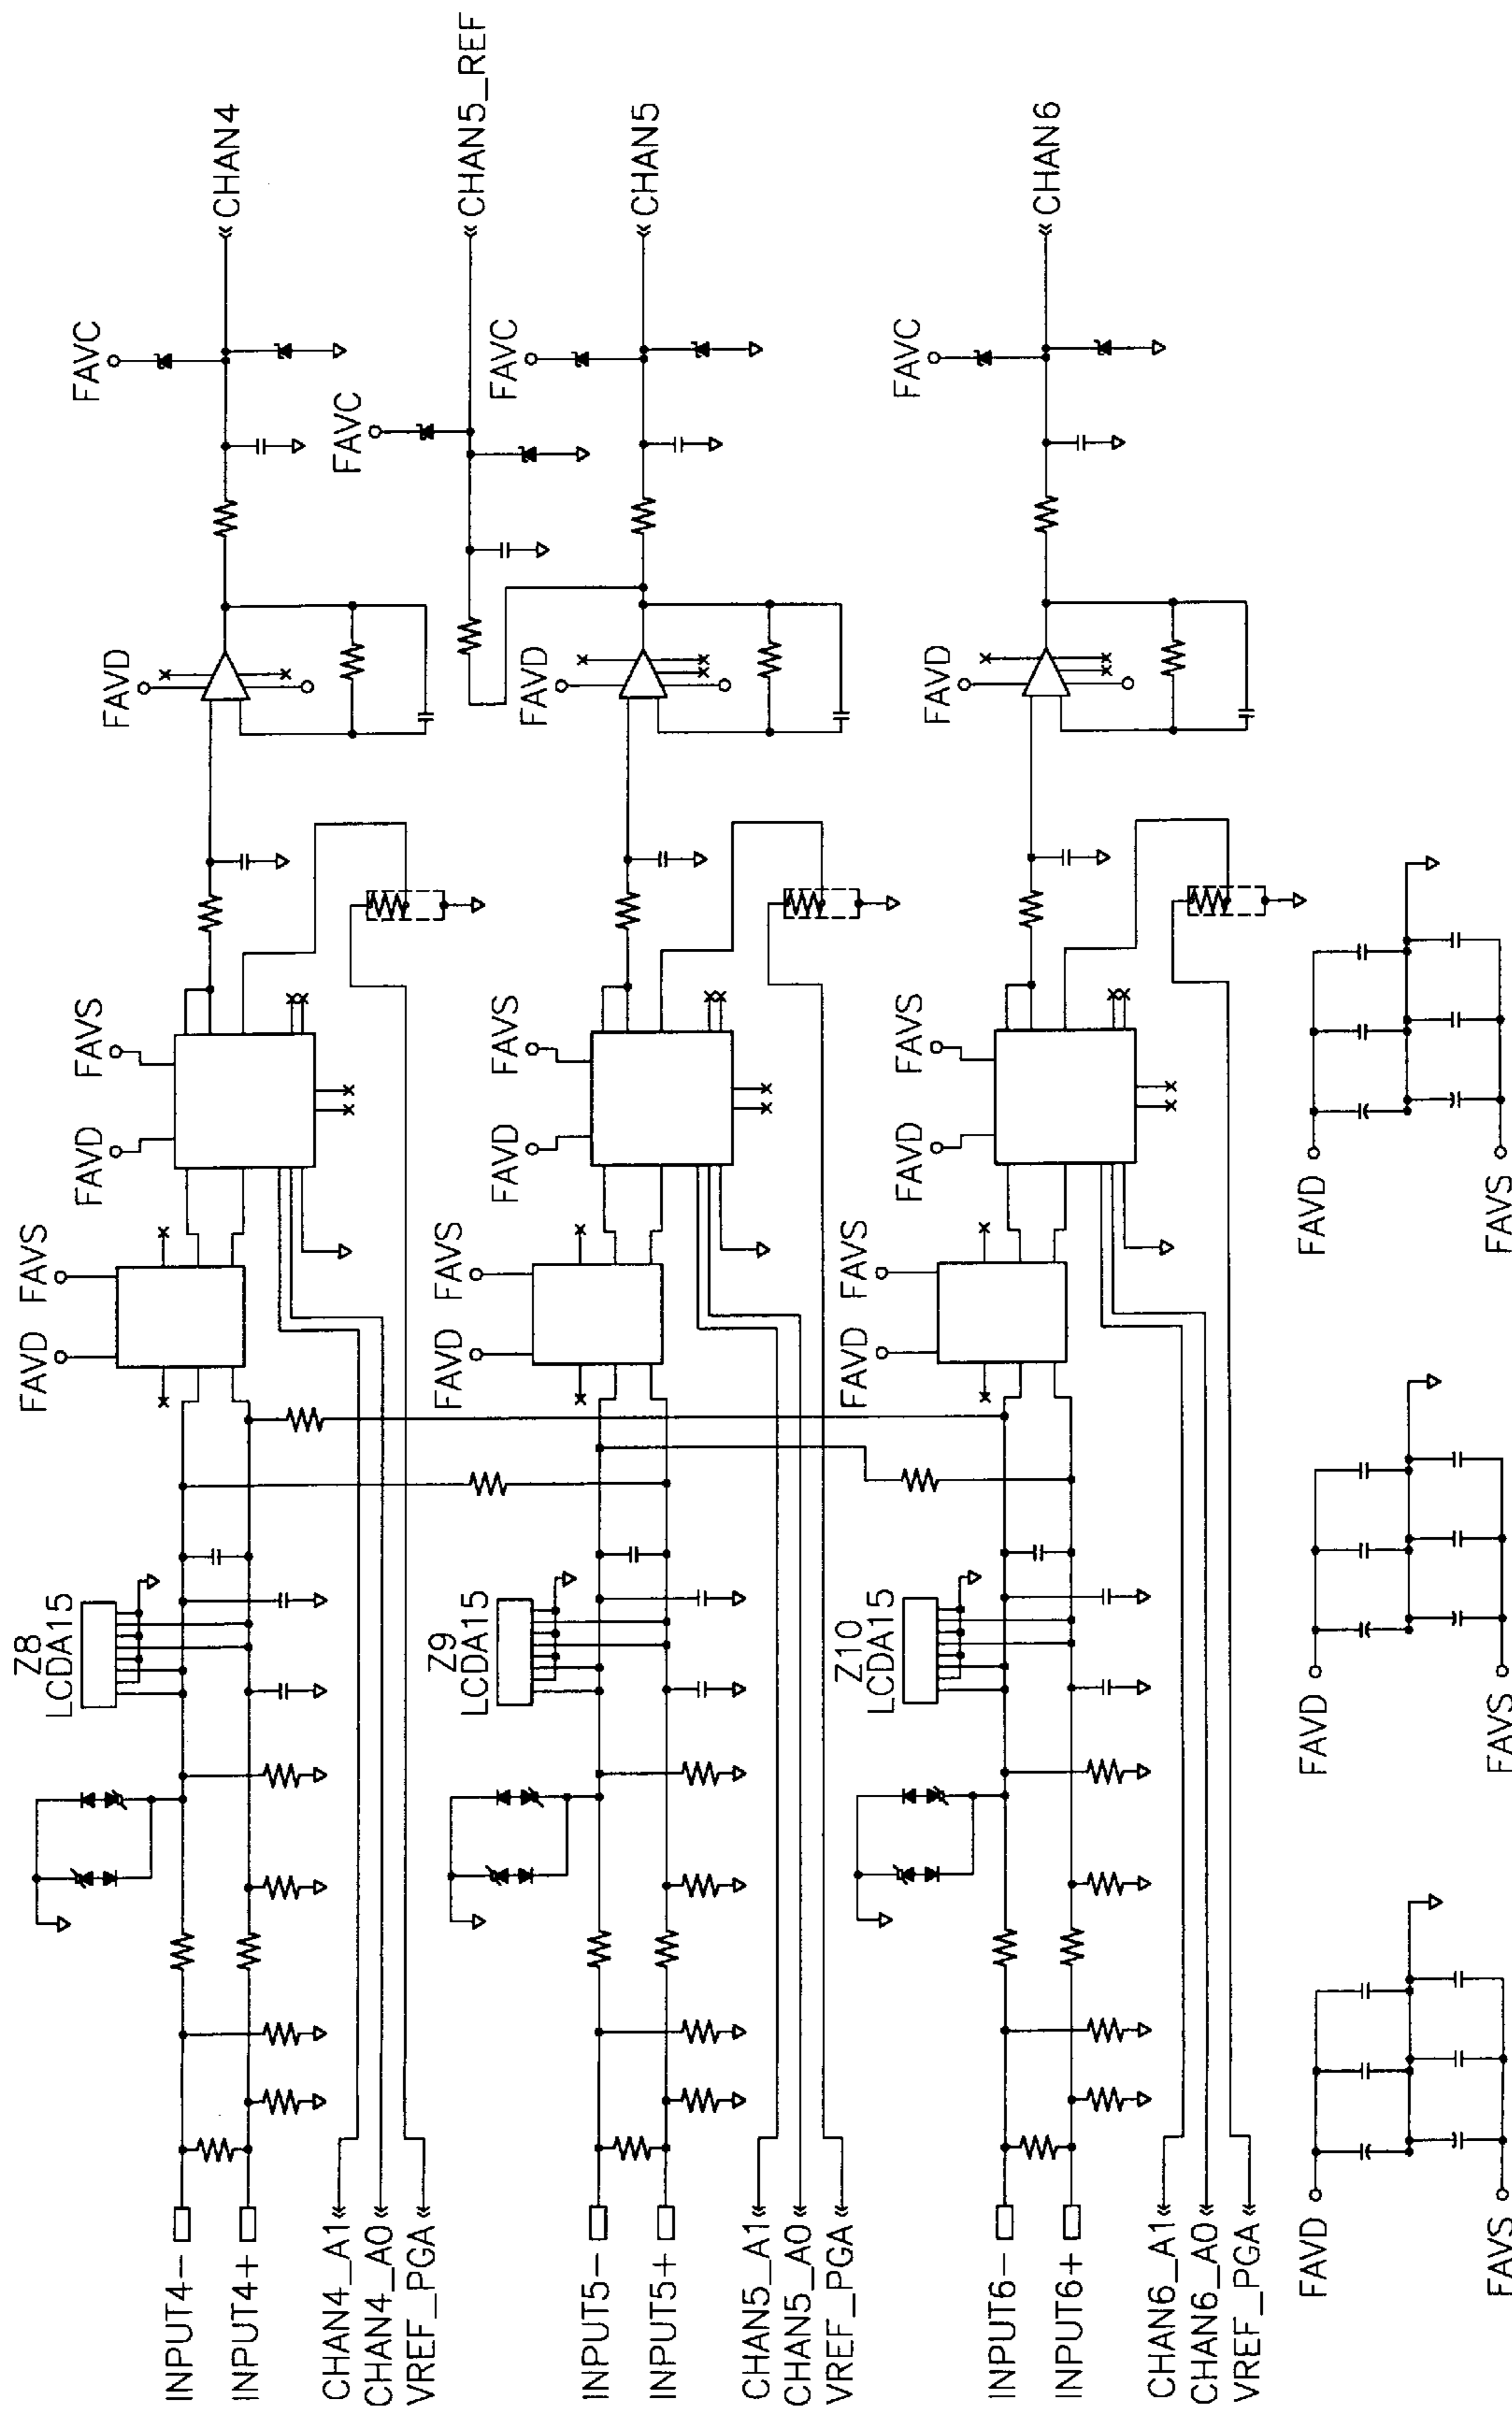 CHAN4
FAVC
FAVD
FAVS
FAVD
FAVS
FAVD
Z8
LCDA15
INPUT4-
INPUT4+
CHAN4_A1
CHAN4_A0
VREF_PGA
CHAN5_REF
FAVC
CHAN5
FAVC
FAVD
FAVS
FAVD
FAVS
FAVD
Z9
LCDA15
INPUT5-
INPUT5+
CHAN5_A1
CHAN5_A0
VREF_PGA
CHAN6
FAVC
FAVD
FAVS
FAVD
FAVS
FAVD
Z10
LCDA15
INPUT6-
INPUT6+
CHAN6_A1
CHAN6_A0
VREF_PGA
FAVD
FAVS
FAVD
FAVS
FAVD
FAVS